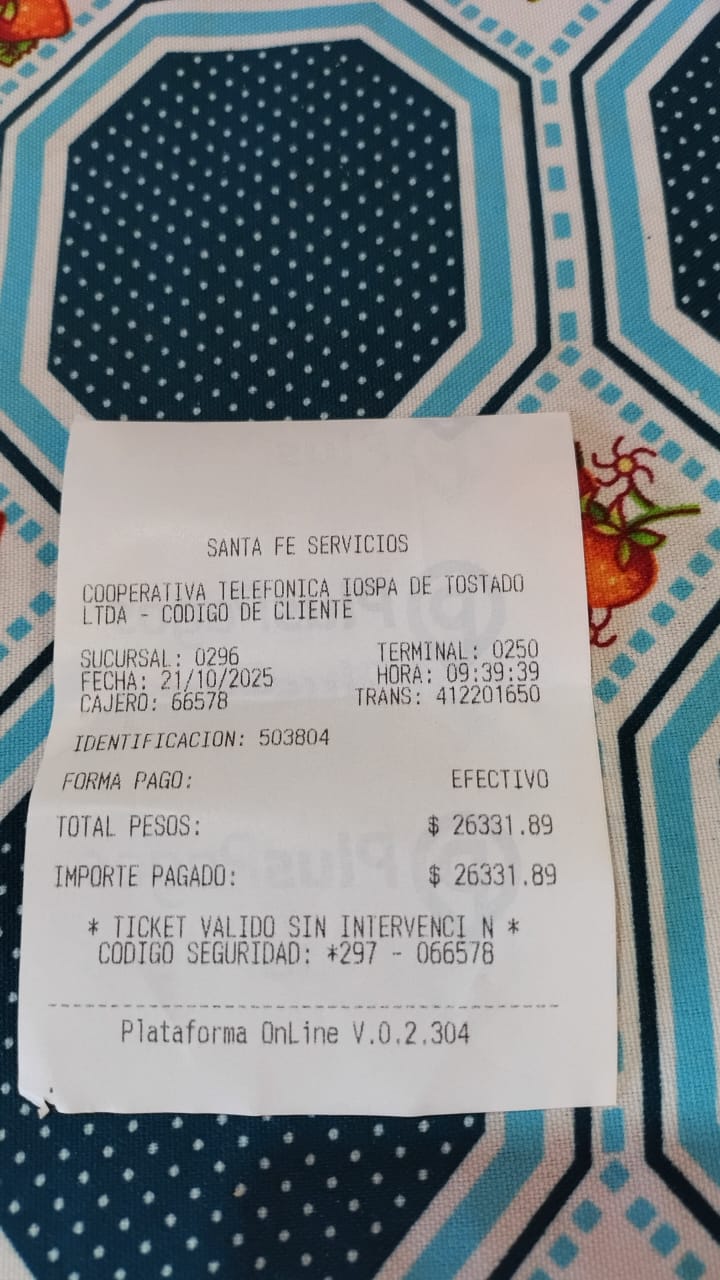 SANTA FE SERVICIOS
COOPERATIVA TELEFONICA IOSPA DE TOSTADO
LTDA - CODIGO DE CLIENTE
SUCURSAL: 0296 TERMINAL: 0250
FECHA: 21/10/2025 HORA: 09:39:39
CAJERO: 66578 TRANS: 412201650
IDENTIFICACION: 503804
FORMA PAGO: EFECTIVO
TOTAL PESOS: $ 26331.89
IMPORTE PAGADO: $ 26331.89
* TICKET VALIDO SIN INTERVENCI N *
CODIGO SEGURIDAD: *297 - 066578
Plataforma OnLine V.0.2.304